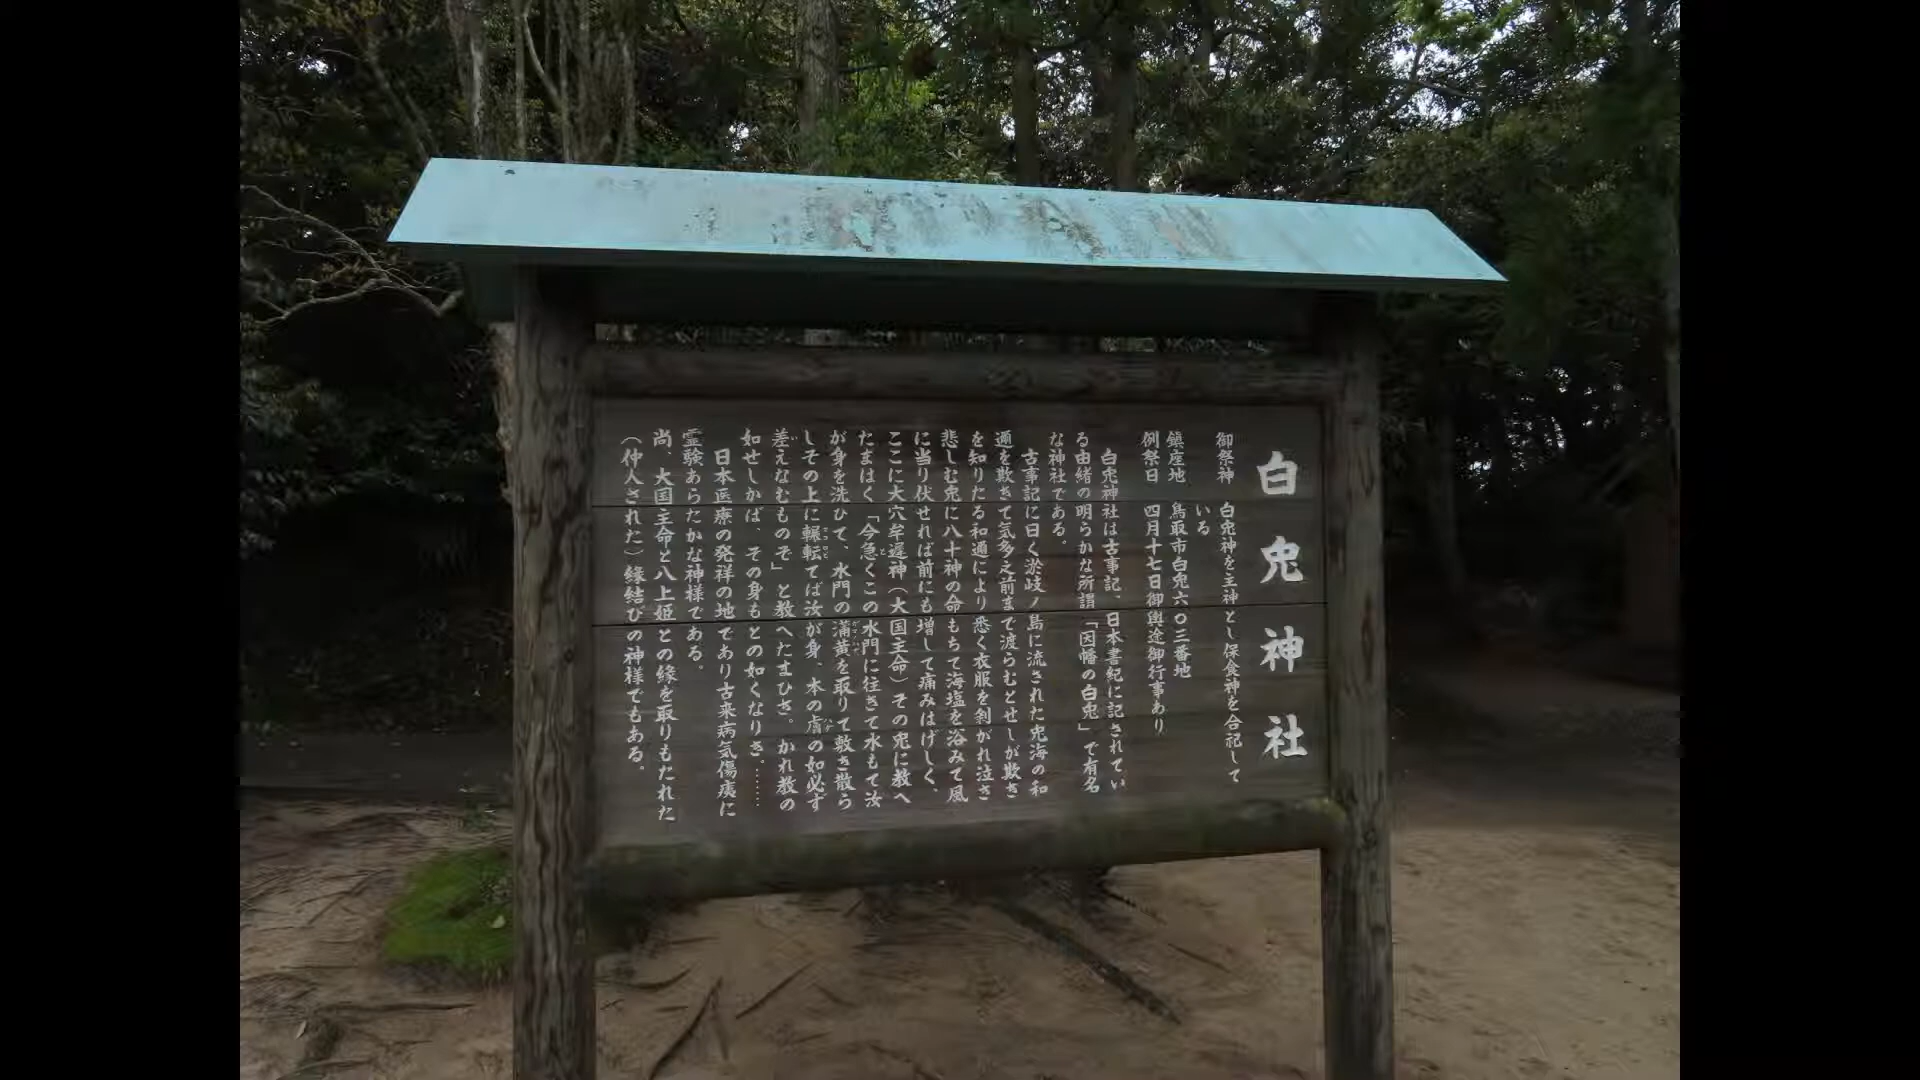 白兎神社
御祭神　白兎神を主神とし保食神を合祀して
いる
鎮座地　鳥取市白兎六〇三番地
例祭日　四月十七日御輿途御行事あり
白兎神社は古事記、日本書紀に記されてい
る由緒の明らかな所謂「因幡の白兎」で有名
な神社である。
古事記に曰く淤岐ノ島に流された兎海の和
邇を欺きて気多之前まで渡らむとせしが欺き
を知りたる和邇により悉く衣服を剥がれ泣き
悲しむ兎に八十神の命もちて海塩を浴みて風
に当り伏せれば前にも増して痛みはげしく、
ここに大穴牟遅神（大国主命）その兎に教へ
たまはく「今急くこの水門に往きて水もて汝
が身を洗ひて、水門の蒲黄を取りて敷き散ら
しその上に輾転てば汝が身、本の膚の如必ず
差えなむものぞ」と教へたまひき。かれ教の
如せしかば、その身もとの如くなりき。……
日本医療の発祥の地であり古来病気傷痍に
霊験あらたかな神様である。
尚、大国主命と八上姫との縁を取りもたれた
（仲人された）縁結びの神様でもある。